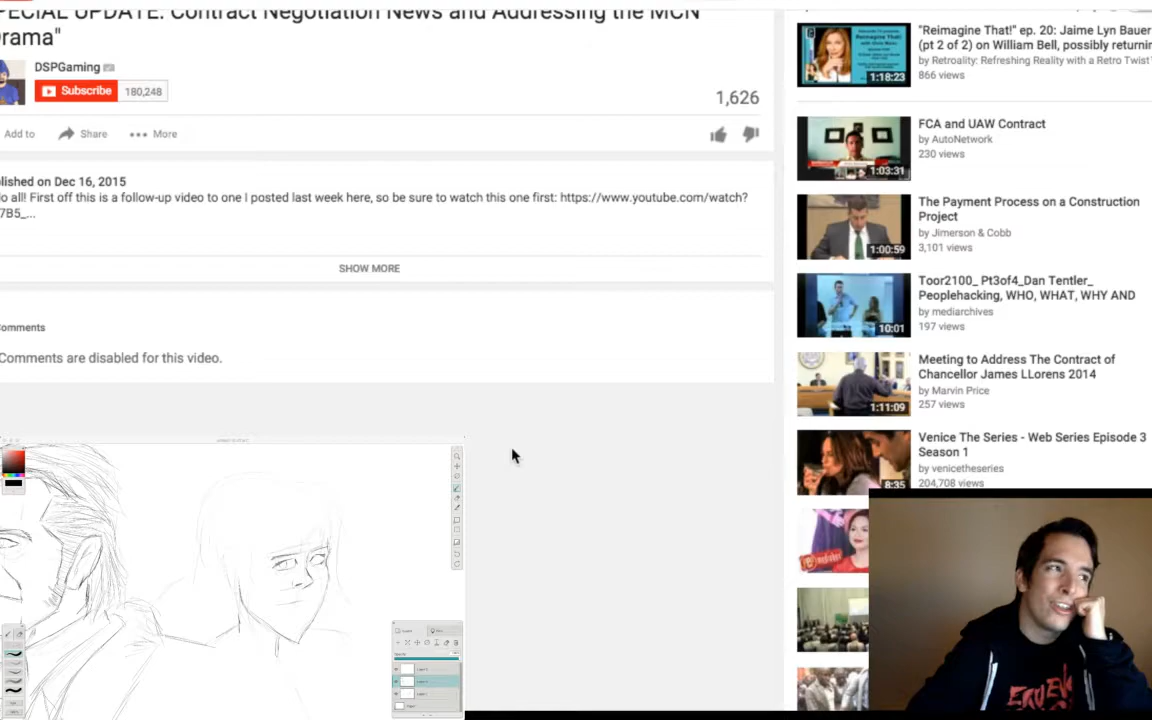 PECIAL UPDATE: Contract Negotiation News and Addressing the MCN
rama"
DSPGaming
Subscribe 180,248
1,626
Add to Share More
lished on Dec 16, 2015
lo all! First off this is a follow-up video to one I posted last week here, so be sure to watch this one first: https://www.youtube.com/watch?
7B5_...
SHOW MORE
omments
Comments are disabled for this video.
"Reimagine That!" ep. 20: Jaime Lyn Bauer
(pt 2 of 2) on William Bell, possibly returnin
by Retroality: Refreshing Reality with a Retro Twist
866 views
1:18:23
FCA and UAW Contract
by AutoNetwork
230 views
1:03:31
The Payment Process on a Construction
Project
by Jimerson & Cobb
3,101 views
1:00:59
Toor2100_ Pt3of4_Dan Tentler_
Peoplehacking, WHO, WHAT, WHY AND
by mediarchives
197 views
10:01
Meeting to Address The Contract of
Chancellor James LLorens 2014
by Marvin Price
257 views
1:11:09
Venice The Series - Web Series Episode 3
Season 1
by venicetheseries
204,708 views
8:35